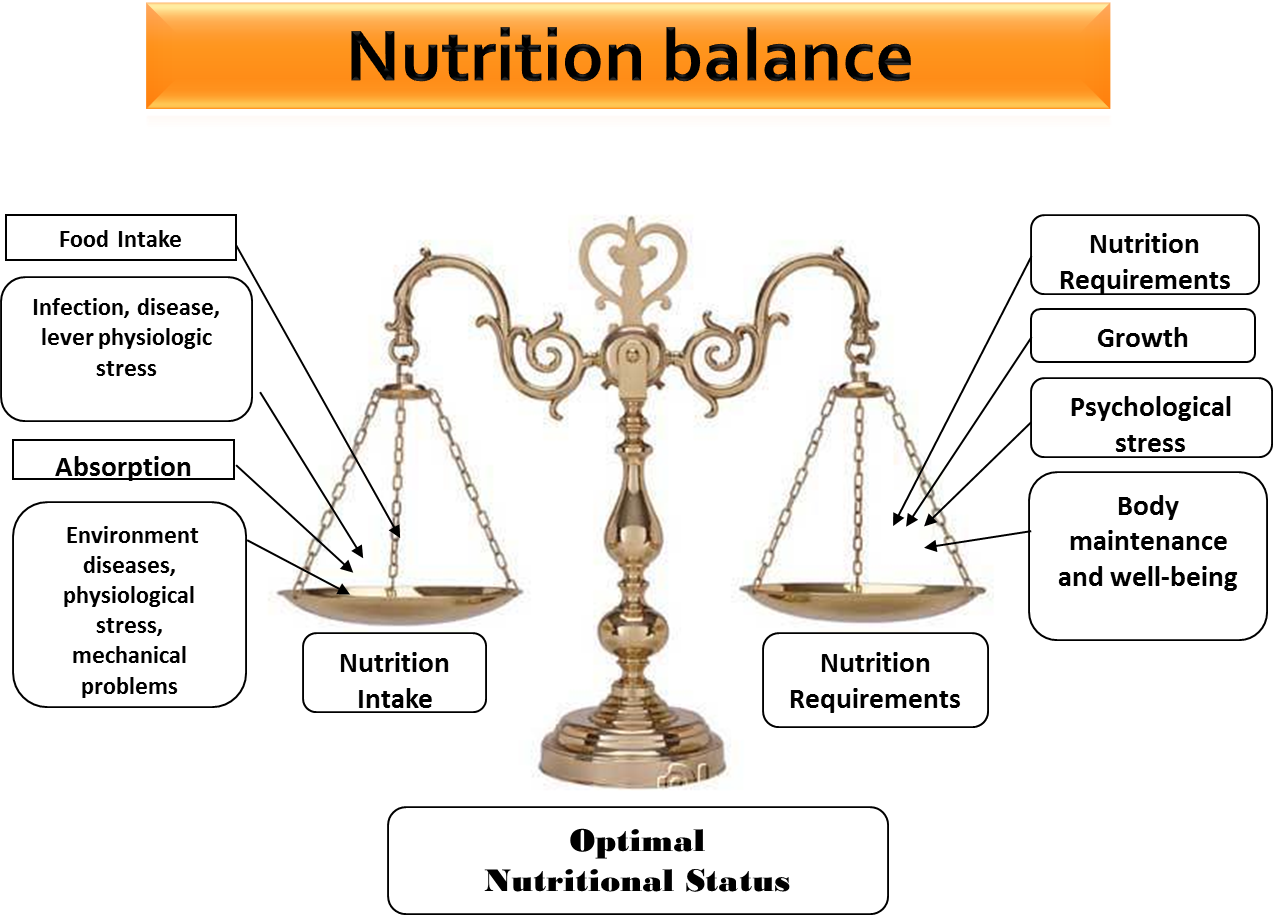 Nutrition balance
Food Intake
Infection, disease,
lever physiologic
stress
Absorption
Environment
diseases,
physiological
stress,
mechanical
problems
Nutrition
Intake
Nutrition
Requirements
Growth
Psychological
stress
Body
maintenance
and well-being
Nutrition
Requirements
Optimal
Nutritional Status